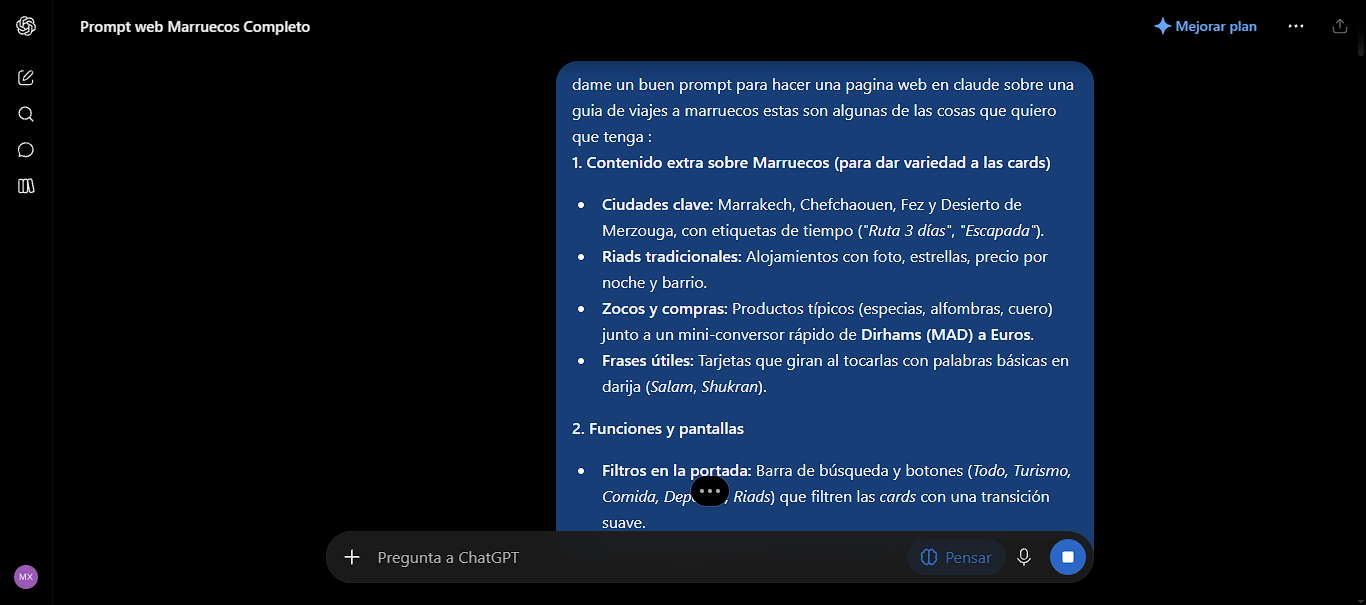 Prompt web Marruecos Completo
Mejorar plan
dame un buen prompt para hacer una pagina web en claude sobre una
guia de viajes a marruecos estas son algunas de las cosas que quiero
que tenga :
1. Contenido extra sobre Marruecos (para dar variedad a las cards)
Ciudades clave: Marrakech, Chefchaouen, Fez y Desierto de
Merzouga, con etiquetas de tiempo ("Ruta 3 días", "Escapada").
Riads tradicionales: Alojamientos con foto, estrellas, precio por
noche y barrio.
Zocos y compras: Productos típicos (especias, alfombras, cuero)
junto a un mini-conversor rápido de Dirhams (MAD) a Euros.
Frases útiles: Tarjetas que giran al tocarlas con palabras básicas en
darija (Salam, Shukran).
2. Funciones y pantallas
Filtros en la portada: Barra de búsqueda y botones (Todo, Turismo,
Comida, Riads) que filtren las cards con una transición
suave.
Pregunta a ChatGPT
Pensar
MX